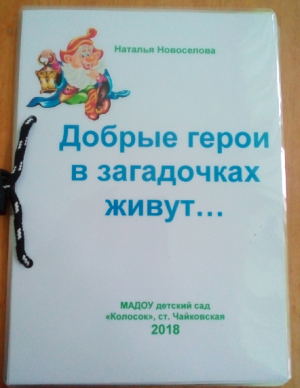 Наталья Новоселова
Добрые герои
в загадочках
живут...
МАДОУ детский сад
«Колосок», ст. Чайковская
2018